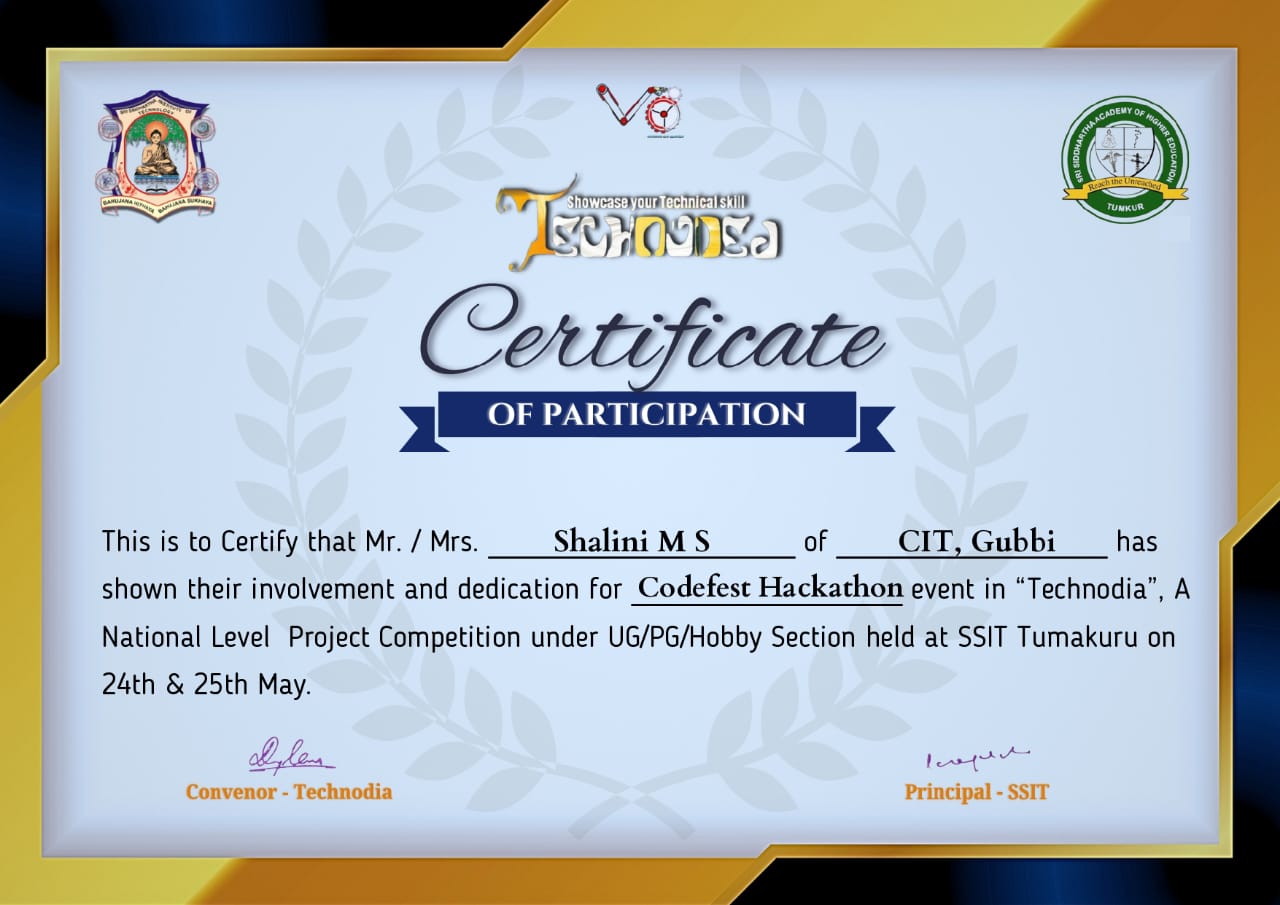 SRI SIDDHARTHA INSTITUTE OF
TECHNOLOGY
BAHUJANA HITHAYA BAHUJANA SUKHAYA
SRI SIDDHARTHA ACADEMY OF HIGHER EDUCATION
Reach the Unreached
TUMKUR
Showcase your Technical skill
TECHNODEA
Certificate
OF PARTICIPATION
This is to Certify that Mr. / Mrs. Shalini M S of CIT, Gubbi has
shown their involvement and dedication for Codefest Hackathon event in “Technodia”, A
National Level Project Competition under UG/PG/Hobby Section held at SSIT Tumakuru on
24th & 25th May.
Convenor - Technodia
Principal - SSIT